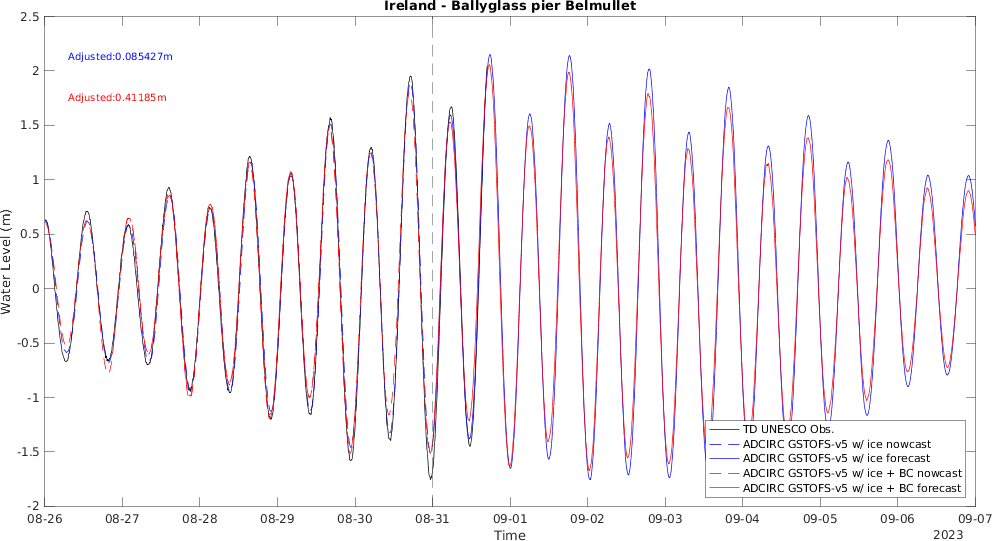 Ireland - Ballyglass pier Belmullet
Adjusted:0.085427m
Adjusted:0.41185m
Water Level (m)
2.5
2
1.5
1
0.5
0
-0.5
-1
-1.5
-2
TD UNESCO Obs.
ADCIRC GSTOFS-v5 w/ ice nowcast
ADCIRC GSTOFS-v5 w/ ice forecast
ADCIRC GSTOFS-v5 w/ ice + BC nowcast
ADCIRC GSTOFS-v5 w/ ice + BC forecast
08-26 08-27 08-28 08-29 08-30 08-31 09-01 09-02 09-03 09-04 09-05 09-06 09-07
Time
2023